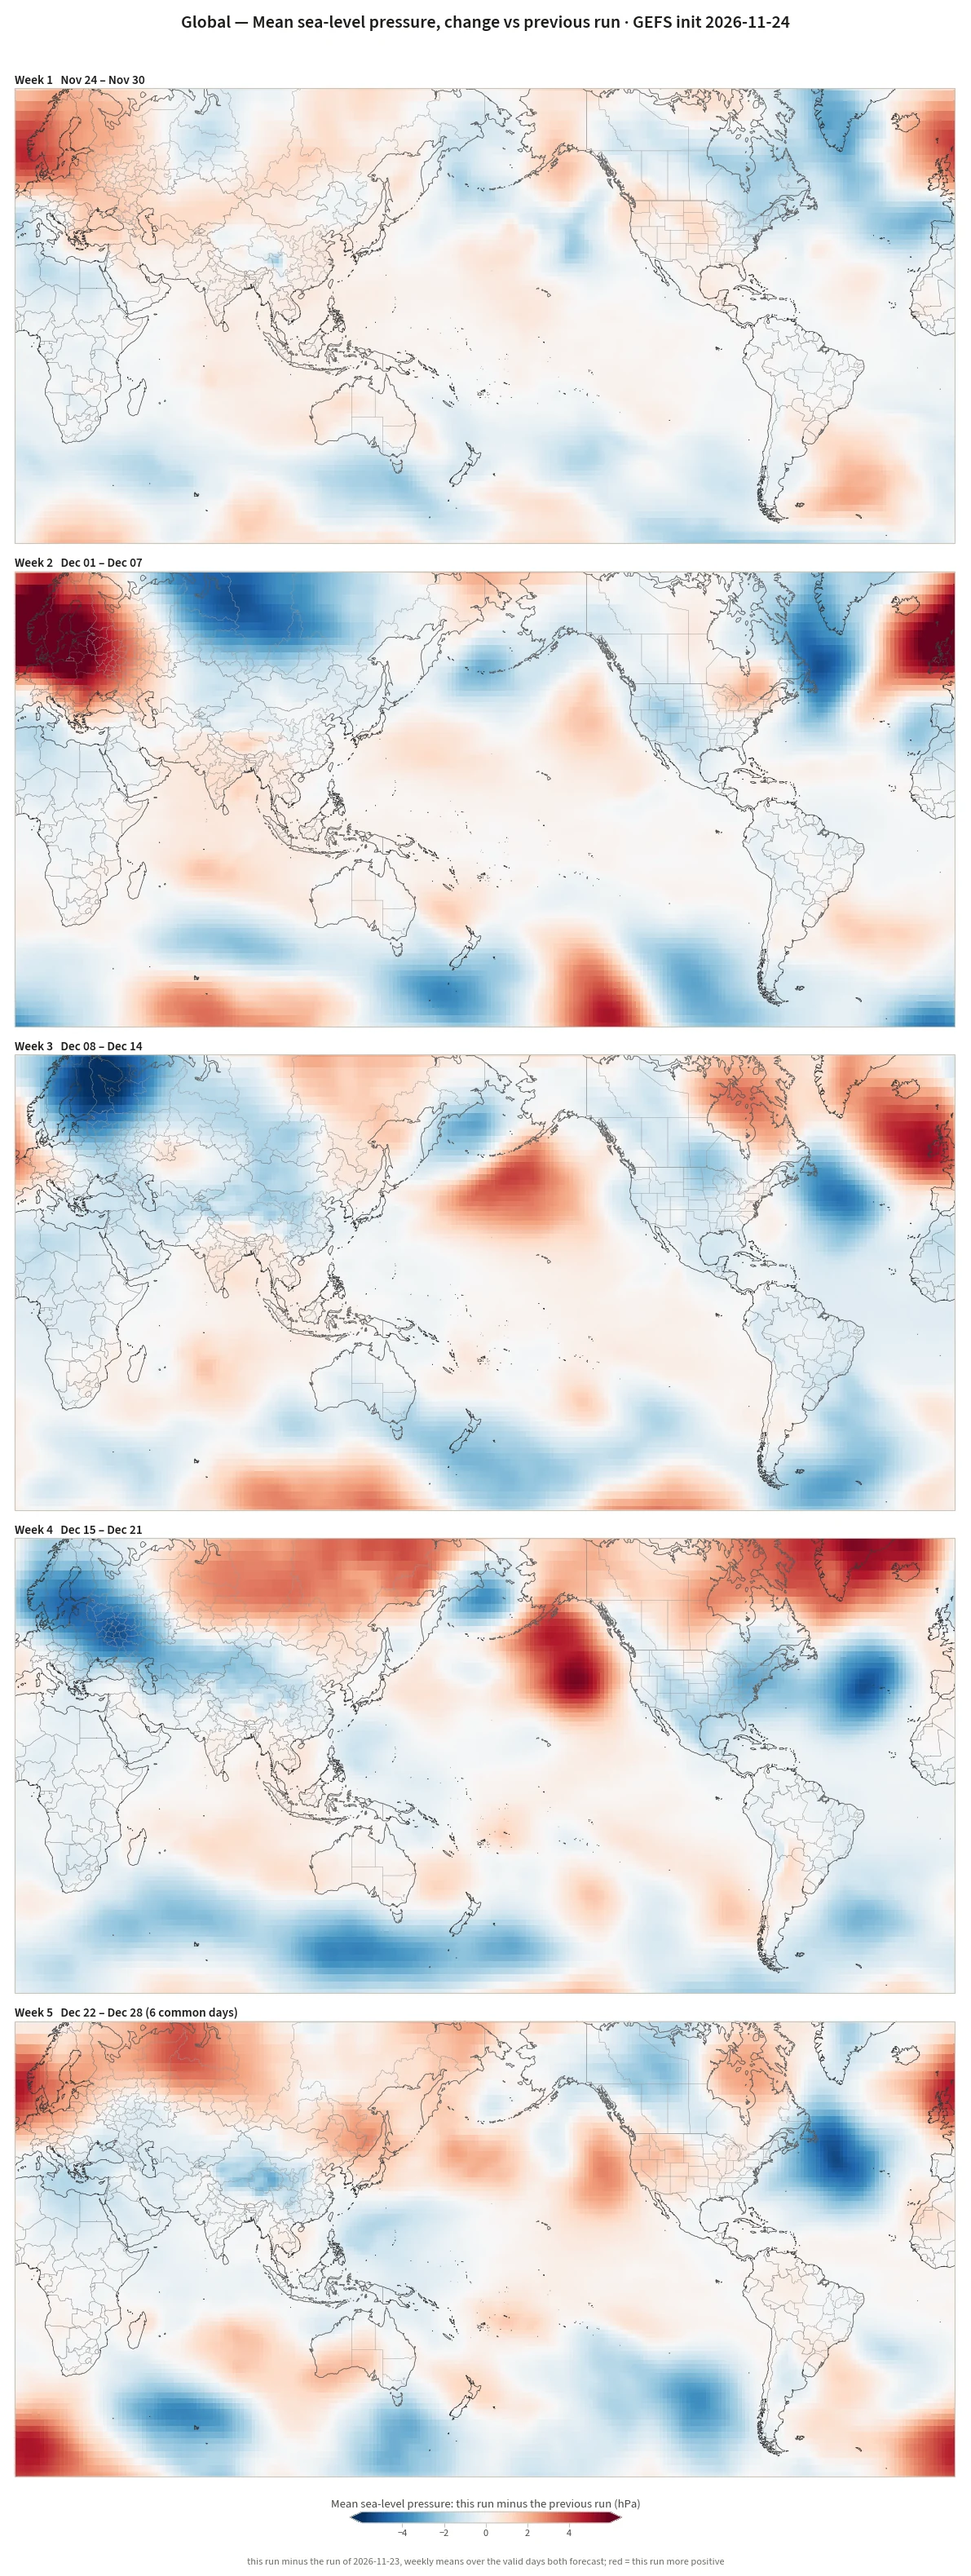 Global — Mean sea-level pressure, change vs previous run · GEFS init 2026-11-24
Week 1 Nov 24 – Nov 30
Week 2 Dec 01 – Dec 07
Week 3 Dec 08 – Dec 14
Week 4 Dec 15 – Dec 21
Week 5 Dec 22 – Dec 28 (6 common days)
Mean sea-level pressure: this run minus the previous run (hPa)
−4 −2 0 2 4
this run minus the run of 2026-11-23, weekly means over the valid days both forecast; red = this run more positive